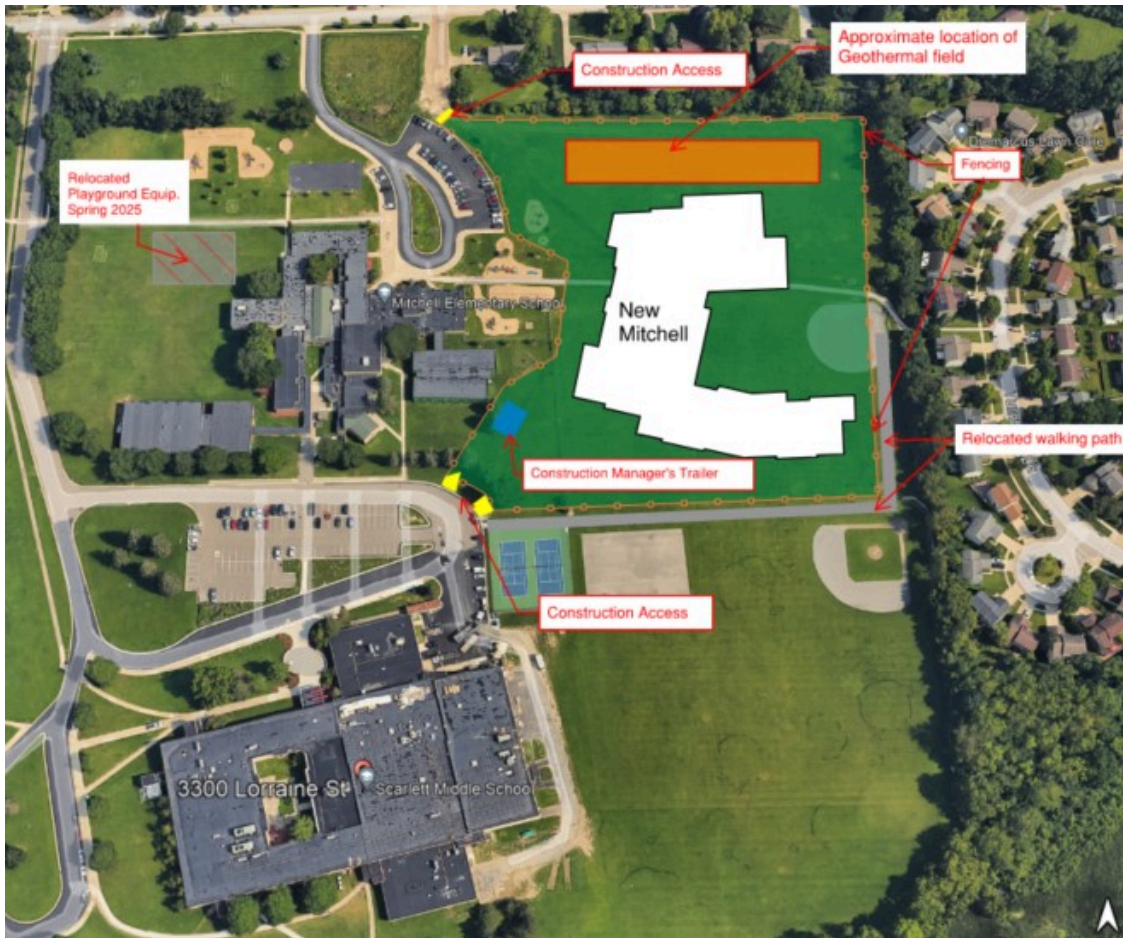 Approximate location of
Geothermal field
Construction Access
Fencing
Relocated
Playground Equip.
Spring 2025
Mitchell Elementary School
New
Mitchell
Relocated walking path
Construction Manager's Trailer
Construction Access
3300 Lorraine St
Scarlett Middle School